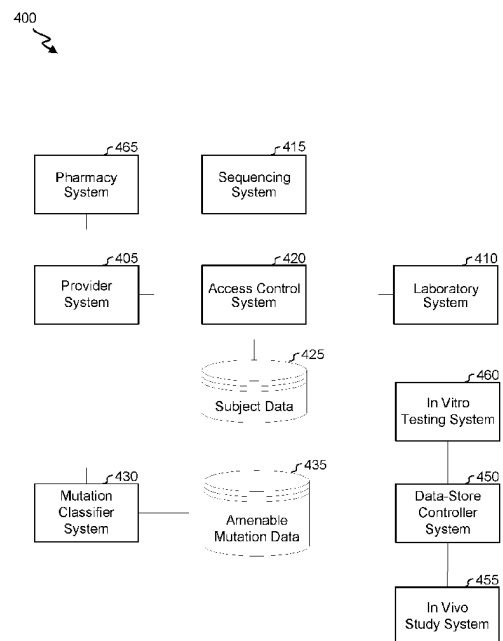 400
465
Pharmacy
System
415
Sequencing
System
405
Provider
System
420
Access Control
System
410
Laboratory
System
425
Subject Data
460
In Vitro
Testing System
430
Mutation
Classifier
System
435
Amenable
Mutation Data
450
Data-Store
Controller
System
455
In Vivo
Study System